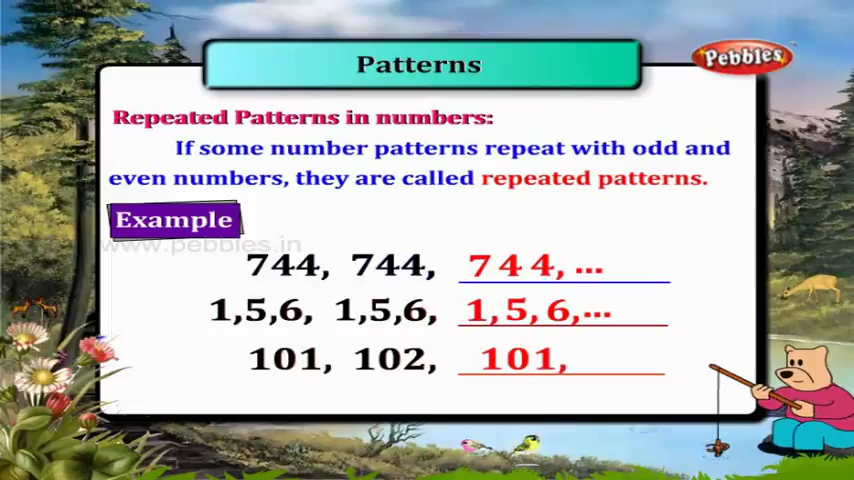 Patterns
Pebbles
Repeated Patterns in numbers:
If some number patterns repeat with odd and
even numbers, they are called repeated patterns.
Example
www.pebbles.in
744, 744, 744, ...
1,5,6, 1,5,6, 1,5,6,...
101, 102, 101,